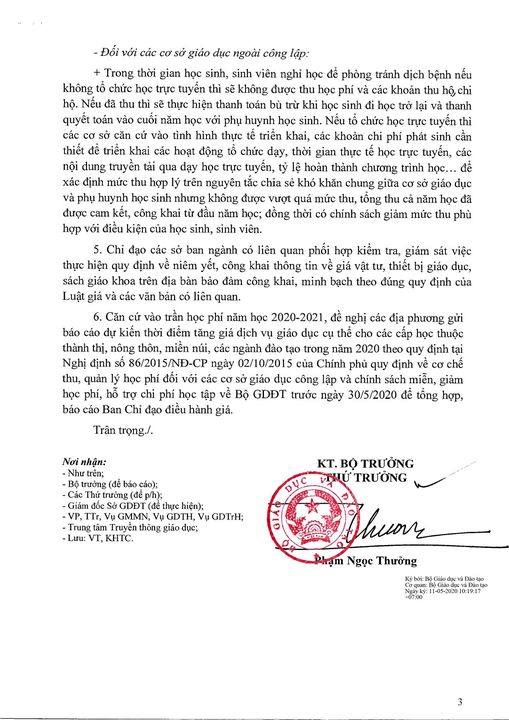 - Đối với các cơ sở giáo dục ngoài công lập:
+ Trong thời gian học sinh, sinh viên nghỉ học để phòng tránh dịch bệnh nếu
không tổ chức học trực tuyến thì sẽ không được thu học phí và các khoản thu hộ, chi
hộ. Nếu đã thu thì sẽ thực hiện thanh toán bù trừ khi học sinh đi học trở lại và thanh
quyết toán vào cuối năm học với phụ huynh học sinh. Nếu tổ chức học trực tuyến thì
các cơ sở căn cứ vào tình hình thực tế triển khai, các khoản chi phí phát sinh cần
thiết để triển khai các hoạt động tổ chức dạy, thời gian thực tế học trực tuyến, các
nội dung truyền tải qua dạy học trực tuyến, tỷ lệ hoàn thành chương trình học... để
xác định mức thu hợp lý trên nguyên tắc chia sẻ khó khăn chung giữa cơ sở giáo dục
và phụ huynh học sinh nhưng không được vượt quá mức thu, tổng thu cả năm học đã
được cam kết, công khai từ đầu năm học; đồng thời có chính sách giảm mức thu phù
hợp với điều kiện của học sinh, sinh viên.
5. Chỉ đạo các sở ban ngành có liên quan phối hợp kiểm tra, giám sát việc
thực hiện quy định về niêm yết, công khai thông tin về giá vật tư, thiết bị giáo dục,
sách giáo khoa trên địa bàn bảo đảm công khai, minh bạch theo đúng quy định của
Luật giá và các văn bản có liên quan.
6. Căn cứ vào trần học phí năm học 2020-2021, đề nghị các địa phương gửi
báo cáo dự kiến thời điểm tăng giá dịch vụ giáo dục cụ thể cho các cấp học thuộc
thành thị, nông thôn, miền núi, các ngành đào tạo trong năm 2020 theo quy định tại
Nghị định số 86/2015/NĐ-CP ngày 02/10/2015 của Chính phủ quy định về cơ chế
thu, quản lý học phí đối với các cơ sở giáo dục công lập và chính sách miễn, giảm
học phí, hỗ trợ chi phí học tập về Bộ GDĐT trước ngày 30/5/2020 để tổng hợp,
báo cáo Ban Chỉ đạo điều hành giá.
Trân trọng./.
Nơi nhận:
- Như trên;
- Bộ trưởng (để báo cáo);
- Các Thứ trưởng (để p/h);
- Giám đốc Sở GDĐT (để thực hiện);
- VP, TTr, Vụ GMMN, Vụ GDTH, Vụ GDTrH;
- Trung tâm Truyền thông giáo dục;
- Lưu: VT, KHTC.
KT. BỘ TRƯỞNG
THỨ TRƯỞNG
BỘ GIÁO DỤC VÀ ĐÀO TẠO
Phạm Ngọc Thưởng
Ký bởi: Bộ Giáo dục và Đào tạo
Cơ quan: Bộ Giáo dục và Đào tạo
Ngày ký: 11-05-2020 10:19:17
+07:00
3